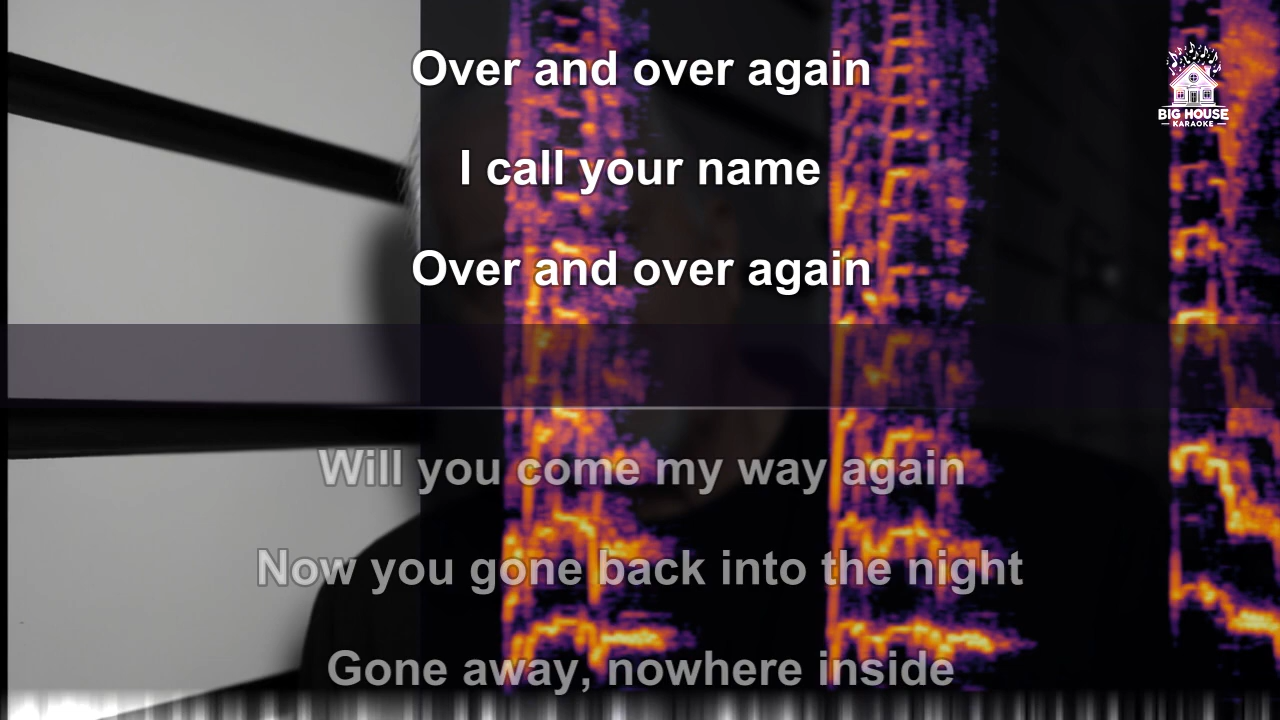 Over and over again
I call your name
Over and over again
Will you come my way again
Now you gone back into the night
Gone away, nowhere inside
BIG HOUSE
KARAOKE